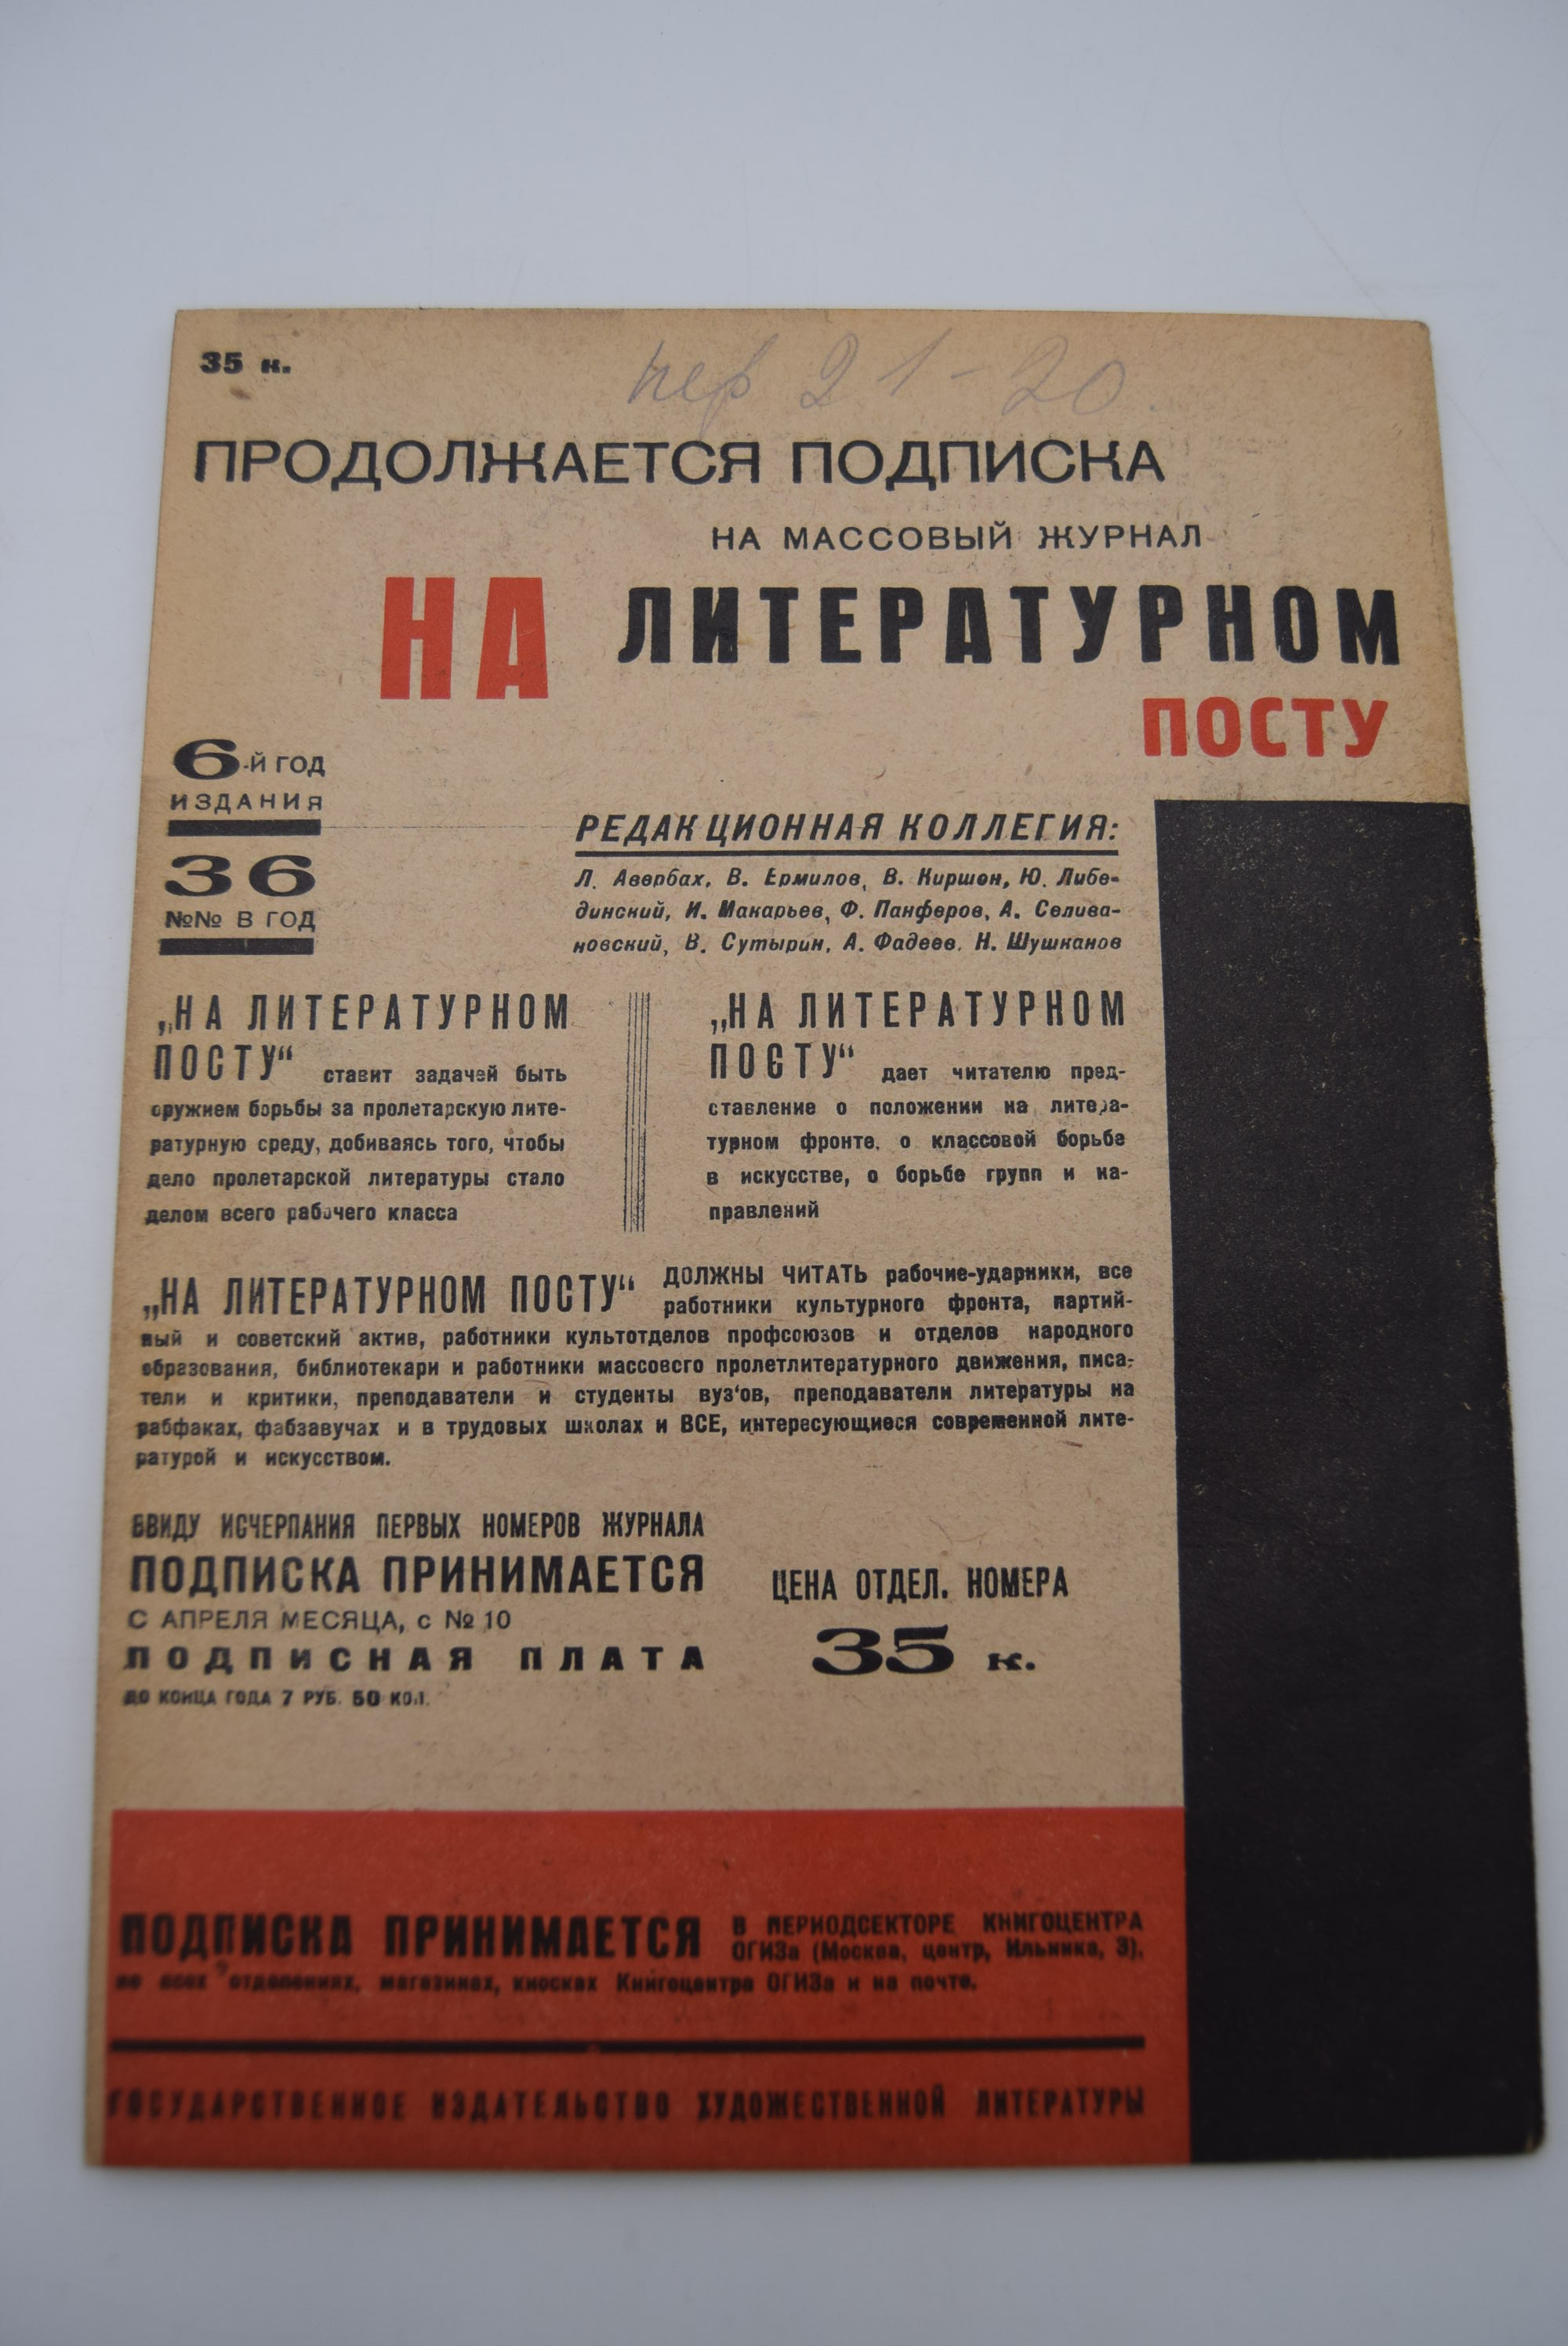 35 к.
пер 21-20.
ПРОДОЛЖАЕТСЯ ПОДПИСКА
НА МАССОВЫЙ ЖУРНАЛ
НА ЛИТЕРАТУРНОМ
ПОСТУ
6-Й ГОД
ИЗДАНИЯ
36
№№ В ГОД
РЕДАКЦИОННАЯ КОЛЛЕГИЯ:
Л. Авербах, В. Ермилов, В. Киршон, Ю. Либе-
динский, И. Макарьев, Ф. Панферов, А. Селива-
новский, В. Сутырин, А. Фадеев, Н. Шушканов
„НА ЛИТЕРАТУРНОМ
ПОСТУ“ ставит задачей быть
оружием борьбы за пролетарскую лите-
ратурную среду, добиваясь того, чтобы
дело пролетарской литературы стало
делом всего рабочего класса
„НА ЛИТЕРАТУРНОМ
ПОСТУ“ дает читателю пред-
ставление о положении на литера-
турном фронте, о классовой борьбе
в искусстве, о борьбе групп и на-
правлений
„НА ЛИТЕРАТУРНОМ ПОСТУ“ ДОЛЖНЫ ЧИТАТЬ рабочие-ударники, все
работники культурного фронта, партий-
ный и советский актив, работники культотделов профсоюзов и отделов народного
образования, библиотекари и работники массового пролетлитературного движения, писа-
тели и критики, преподаватели и студенты вуз‘ов, преподаватели литературы на
рабфаках, фабзавучах и в трудовых школах и ВСЕ, интересующиеся современной лите-
ратурой и искусством.
ВВИДУ ИСЧЕРПАНИЯ ПЕРВЫХ НОМЕРОВ ЖУРНАЛА
ПОДПИСКА ПРИНИМАЕТСЯ
С АПРЕЛЯ МЕСЯЦА, с № 10
ПОДПИСНАЯ ПЛАТА
ДО КОНЦА ГОДА 7 РУБ. 50 КОП.
ЦЕНА ОТДЕЛ. НОМЕРА
35 к.
ПОДПИСКА ПРИНИМАЕТСЯ В ПЕРИОДСЕКТОРЕ КНИГОЦЕНТРА
ОГИЗа (Москва, центр, Ильинка, 3),
во всех отделениях, магазинах, киосках Книгоцентра ОГИЗа и на почте.
ГОСУДАРСТВЕННОЕ ИЗДАТЕЛЬСТВО ХУДОЖЕСТВЕННОЙ ЛИТЕРАТУРЫ